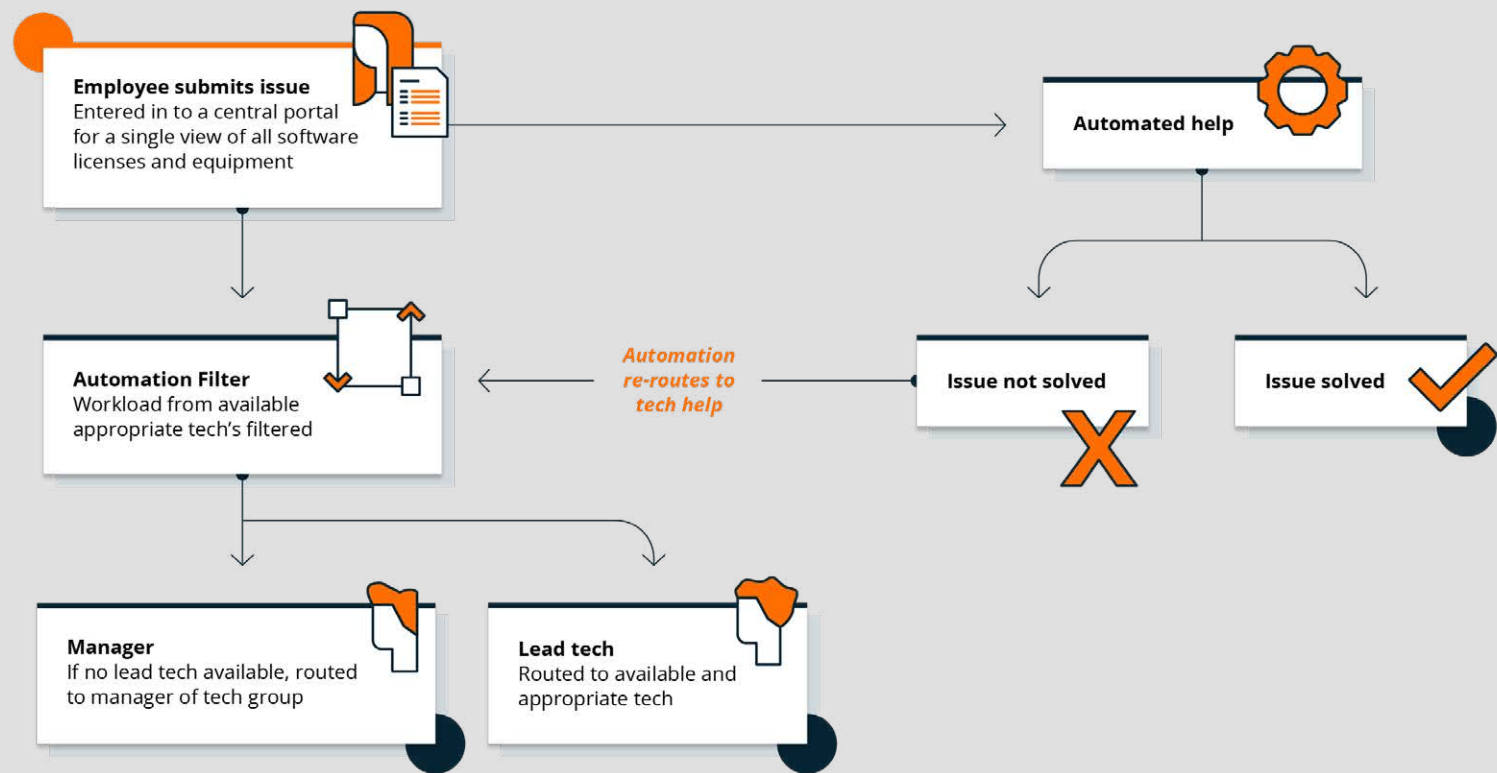 Employee submits issue
Entered in to a central portal
for a single view of all software
licenses and equipment
Automated help
Automation Filter
Workload from available
appropriate tech's filtered
Automation
re-routes to
tech help
Issue not solved
Issue solved
Manager
If no lead tech available, routed
to manager of tech group
Lead tech
Routed to available and
appropriate tech